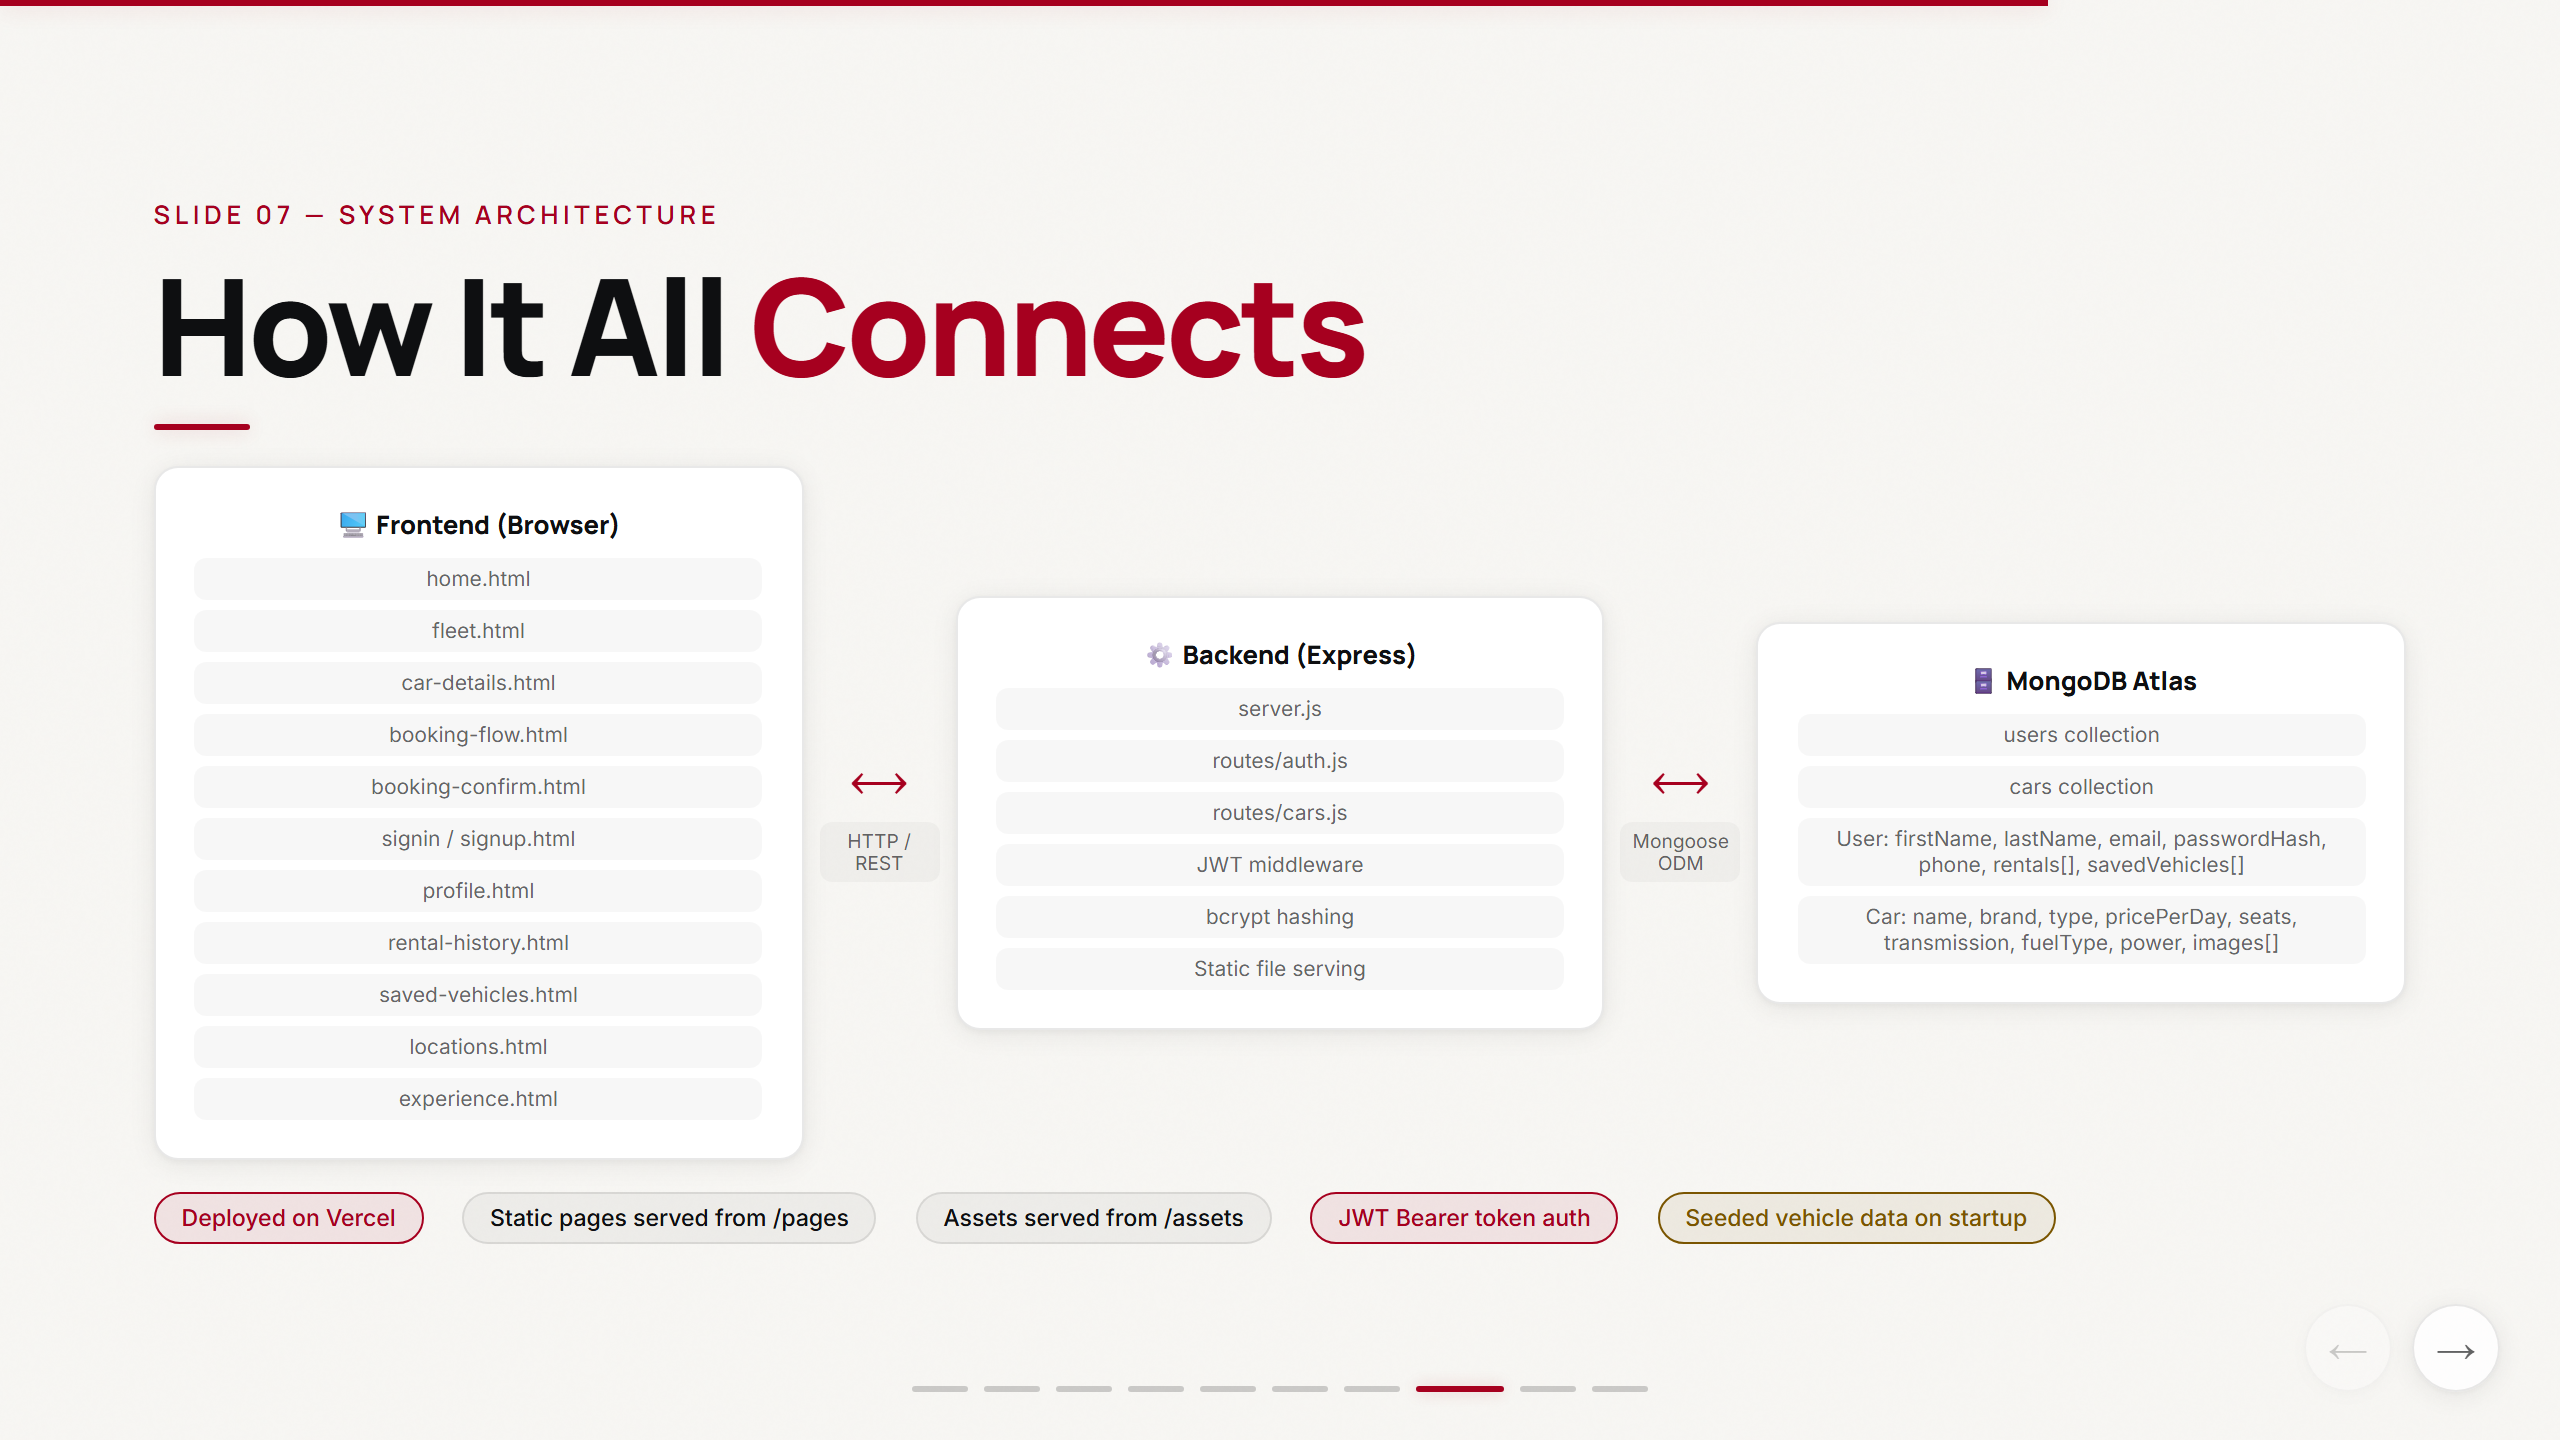 SLIDE 07 — SYSTEM ARCHITECTURE
How It All Connects
Frontend (Browser)
home.html
fleet.html
car-details.html
booking-flow.html
booking-confirm.html
signin / signup.html
profile.html
rental-history.html
saved-vehicles.html
locations.html
experience.html
HTTP /
REST
Backend (Express)
server.js
routes/auth.js
routes/cars.js
JWT middleware
bcrypt hashing
Static file serving
Mongoose
ODM
MongoDB Atlas
users collection
cars collection
User: firstName, lastName, email, passwordHash,
phone, rentals[], savedVehicles[]
Car: name, brand, type, pricePerDay, seats,
transmission, fuelType, power, images[]
Deployed on Vercel
Static pages served from /pages
Assets served from /assets
JWT Bearer token auth
Seeded vehicle data on startup